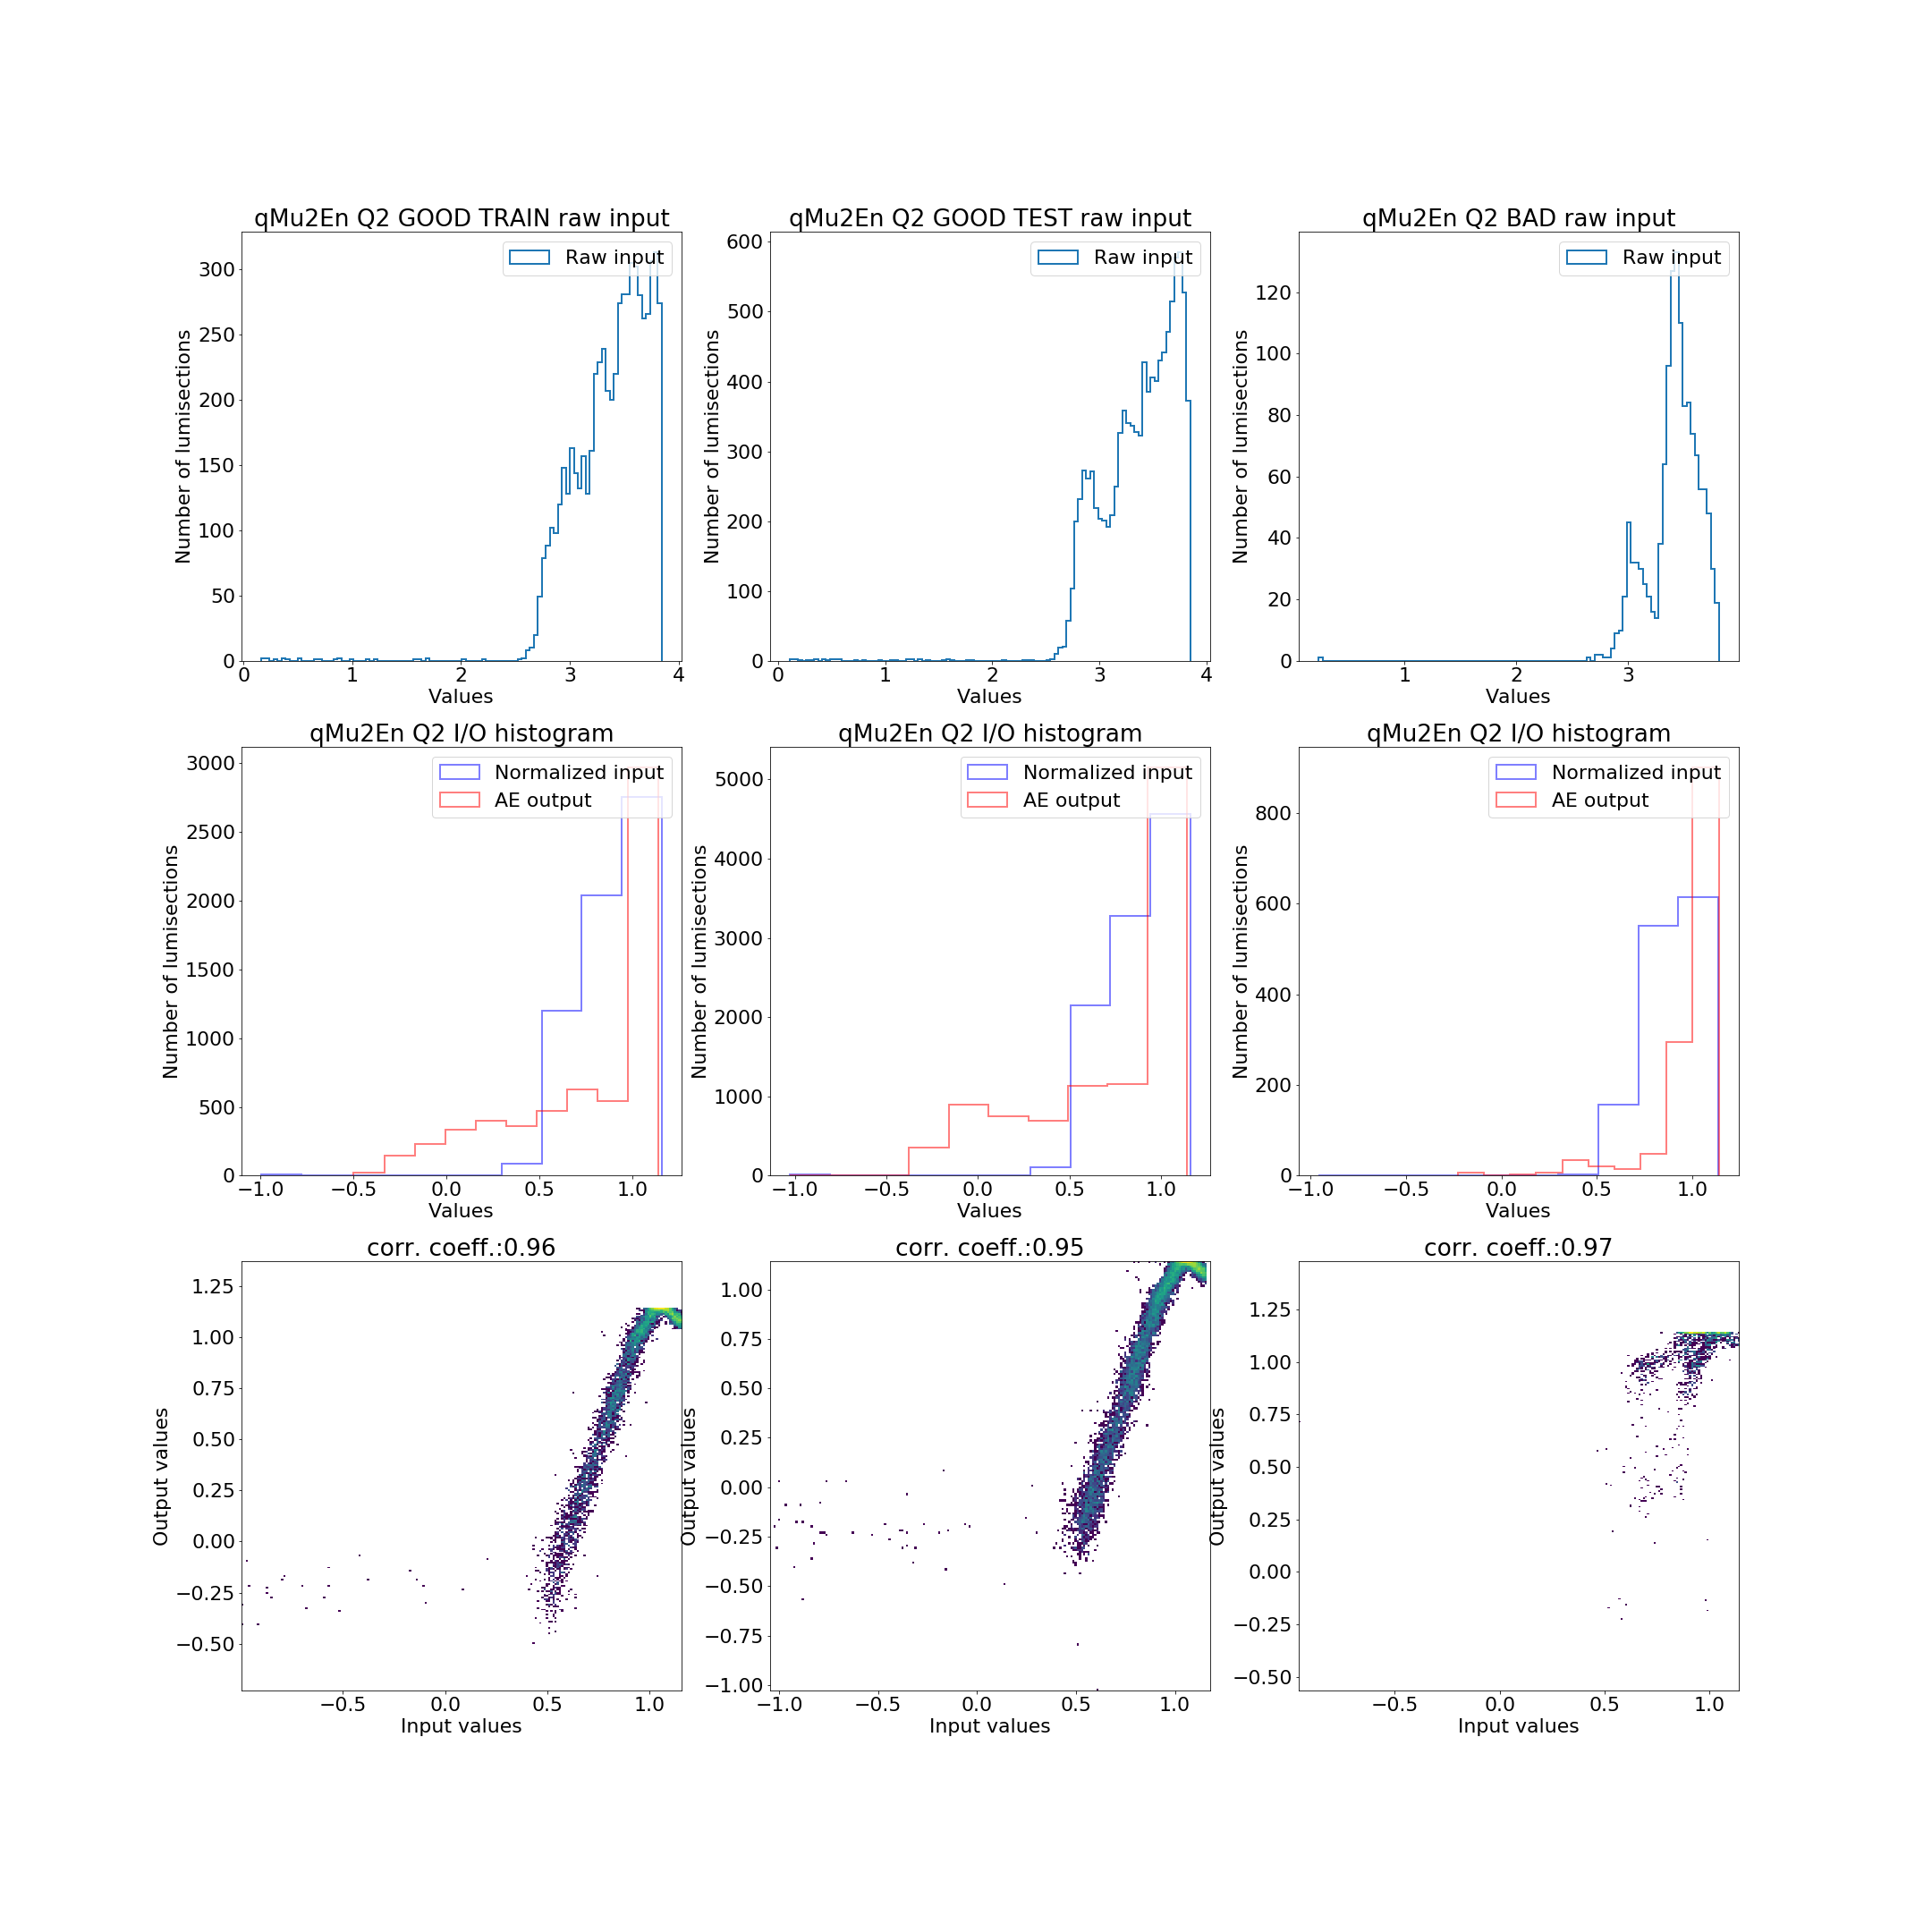 qMu2En Q2 GOOD TRAIN raw input
Raw input
300
250
200
150
100
50
0
0 1 2 3 4
Number of lumisections
Values
qMu2En Q2 GOOD TEST raw input
Raw input
600
500
400
300
200
100
0
0 1 2 3 4
Number of lumisections
Values
qMu2En Q2 BAD raw input
Raw input
120
100
80
60
40
20
0
1 2 3
Number of lumisections
Values
qMu2En Q2 I/O histogram
Normalized input
AE output
3000
2500
2000
1500
1000
500
0
−1.0 −0.5 0.0 0.5 1.0
Number of lumisections
Values
qMu2En Q2 I/O histogram
Normalized input
AE output
5000
4000
3000
2000
1000
0
−1.0 −0.5 0.0 0.5 1.0
Number of lumisections
Values
qMu2En Q2 I/O histogram
Normalized input
AE output
800
600
400
200
0
−1.0 −0.5 0.0 0.5 1.0
Number of lumisections
Values
corr. coeff.:0.96
1.25
1.00
0.75
0.50
0.25
0.00
−0.25
−0.50
−0.5 0.0 0.5 1.0
Output values
Input values
corr. coeff.:0.95
1.00
0.75
0.50
0.25
0.00
−0.25
−0.50
−0.75
−1.00
−1.0 −0.5 0.0 0.5 1.0
Output values
Input values
corr. coeff.:0.97
1.25
1.00
0.75
0.50
0.25
0.00
−0.25
−0.50
−0.5 0.0 0.5 1.0
Output values
Input values